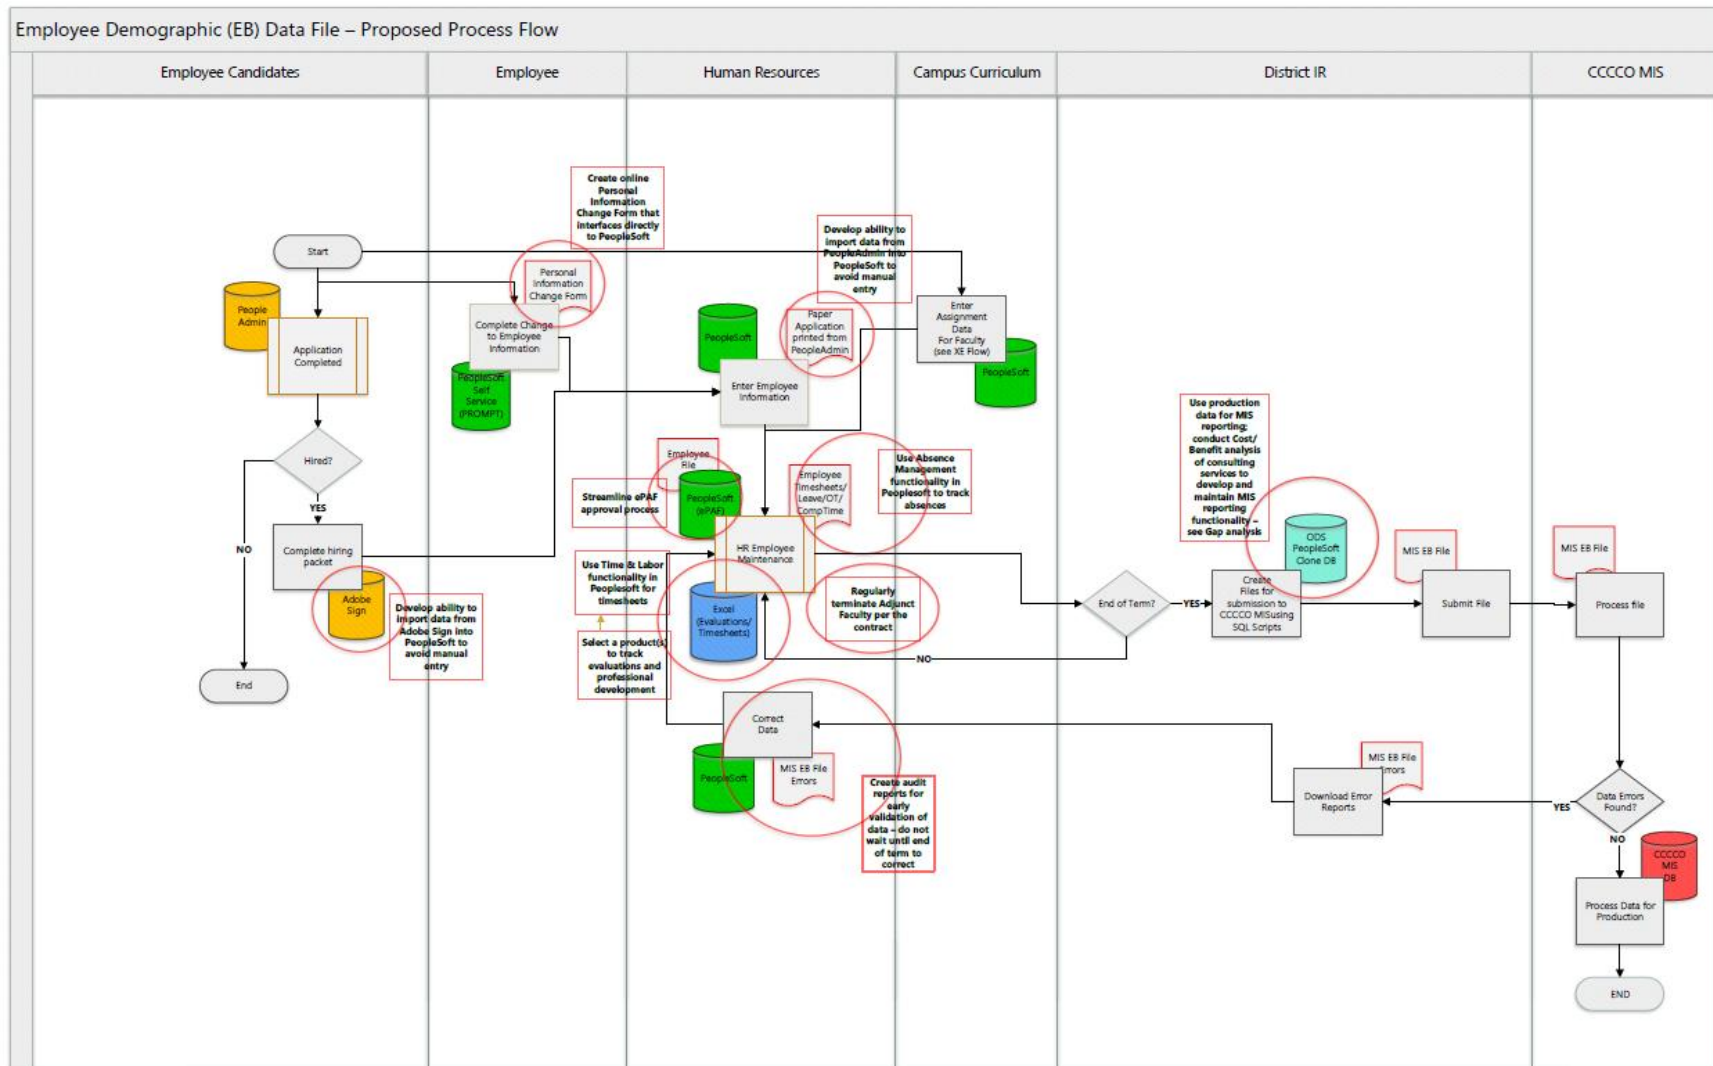 Employee Demographic (EB) Data File – Proposed Process Flow
Employee Candidates
Employee
Human Resources
Campus Curriculum
District IR
CCCCO MIS
Create online
Personal
Information
Change Form that
interfaces directly
to PeopleSoft
Develop ability to
import data from
PeopleAdmin into
PeopleSoft to
avoid manual
entry
Start
Personal
Information
Change Form
People
Admin
Application
Completed
Complete Change
to Employee
Information
PeopleSoft
Self
Service
(PROMPT)
PeopleSoft
Paper
Application
printed from
PeopleAdmin
Enter Employee
Information
Enter
Assignment
Data
For Faculty
(see XE Flow)
PeopleSoft
Hired?
YES
NO
Complete hiring
packet
Adobe
Sign
Develop ability to
import data from
Adobe Sign into
PeopleSoft to
avoid manual
entry
End
Employee
File
Streamline ePAF
approval process
PeopleSoft
(ePAF)
Employee
Timesheets/
Leave/OT/
CompTime
Use Absence
Management
functionality in
Peoplesoft to track
absences
HR Employee
Maintenance
Use Time & Labor
functionality in
Peoplesoft for
timesheets
Excel
(Evaluations/
Timesheets)
Regularly
terminate Adjunct
Faculty per the
contract
Select a product(s)
to track
evaluations and
professional
development
Correct
Data
PeopleSoft
MIS EB File
Errors
Create audit
reports for
early
validation of
data – do not
wait until end
of term to
correct
Use production
data for MIS
reporting;
conduct Cost/
Benefit analysis
of consulting
services to
develop and
maintain MIS
reporting
functionality –
see Gap analysis
ODS
PeopleSoft
Clone DB
End of Term?
YES
NO
Create
Files for
submission to
CCCCO MISusing
SQL Scripts
MIS EB File
Submit File
MIS EB File
Process file
MIS EB File
Errors
Download Error
Reports
YES
Data Errors
Found?
NO
CCCCO
MIS
DB
Process Data for
Production
END